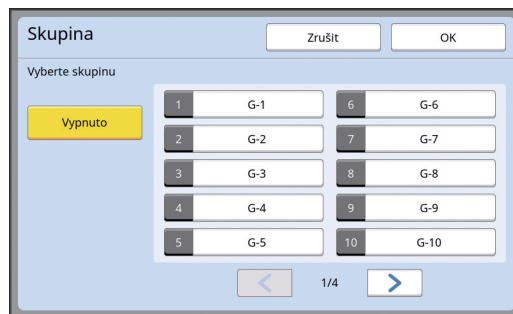 Skupina
Zrušit
OK
Vyberte skupinu
Vypnuto
1 G-1
6 G-6
2 G-2
7 G-7
3 G-3
8 G-8
4 G-4
9 G-9
5 G-5
10 G-10
1/4